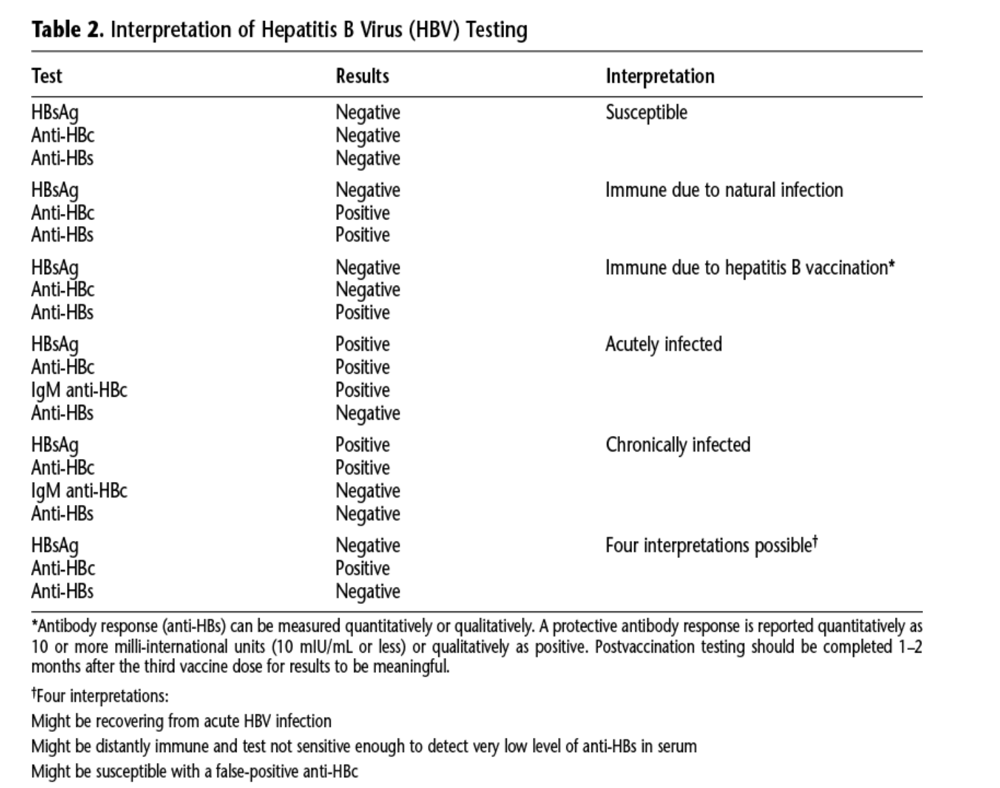 Table 2. Interpretation of Hepatitis B Virus (HBV) Testing
Test Results Interpretation
HBsAg Negative Susceptible
Anti-HBc Negative
Anti-HBs Negative
HBsAg Negative Immune due to natural infection
Anti-HBc Positive
Anti-HBs Positive
HBsAg Negative Immune due to hepatitis B vaccination*
Anti-HBc Negative
Anti-HBs Positive
HBsAg Positive Acutely infected
Anti-HBc Positive
IgM anti-HBc Positive
Anti-HBs Negative
HBsAg Positive Chronically infected
Anti-HBc Positive
IgM anti-HBc Negative
Anti-HBs Negative
HBsAg Negative Four interpretations possible†
Anti-HBc Positive
Anti-HBs Negative
*Antibody response (anti-HBs) can be measured quantitatively or qualitatively. A protective antibody response is reported quantitatively as
10 or more milli-international units (10 mIU/mL or less) or qualitatively as positive. Postvaccination testing should be completed 1–2
months after the third vaccine dose for results to be meaningful.
†Four interpretations:
Might be recovering from acute HBV infection
Might be distantly immune and test not sensitive enough to detect very low level of anti-HBs in serum
Might be susceptible with a false-positive anti-HBc